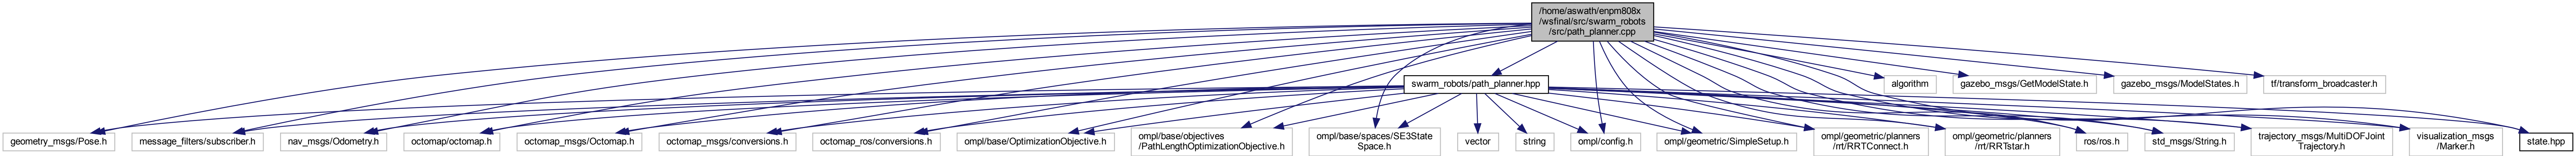 /home/aswath/enpm808x
/wsfinal/src/swarm_robots
/src/path_planner.cpp
swarm_robots/path_planner.hpp
algorithm
gazebo_msgs/GetModelState.h
gazebo_msgs/ModelStates.h
tf/transform_broadcaster.h
geometry_msgs/Pose.h
message_filters/subscriber.h
nav_msgs/Odometry.h
octomap/octomap.h
octomap_msgs/Octomap.h
octomap_msgs/conversions.h
octomap_ros/conversions.h
ompl/base/OptimizationObjective.h
ompl/base/objectives
/PathLengthOptimizationObjective.h
ompl/base/spaces/SE3State
Space.h
vector
string
ompl/config.h
ompl/geometric/SimpleSetup.h
ompl/geometric/planners
/rrt/RRTConnect.h
ompl/geometric/planners
/rrt/RRTstar.h
ros/ros.h
std_msgs/String.h
trajectory_msgs/MultiDOFJoint
Trajectory.h
visualization_msgs
/Marker.h
state.hpp